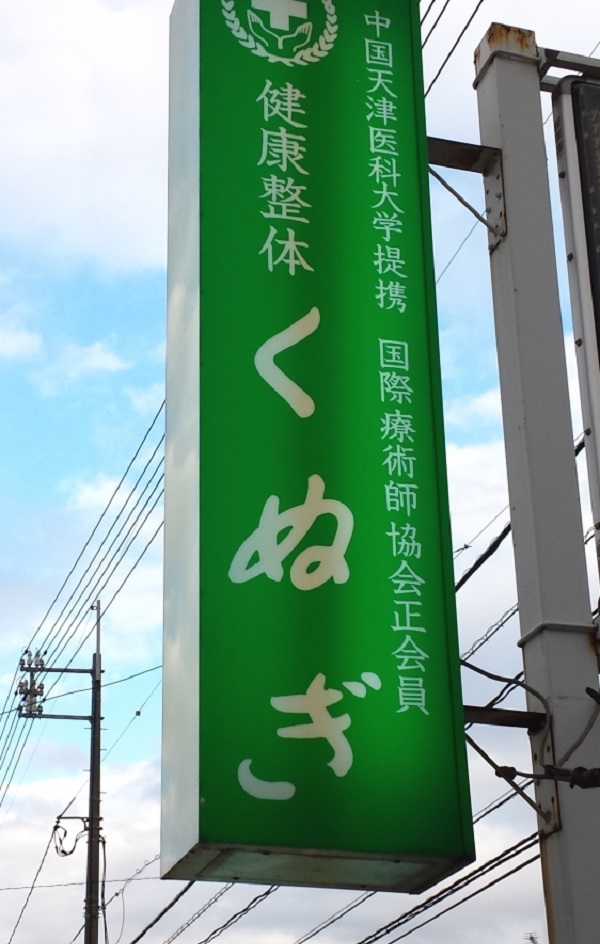 中国天津医科大学提携 国際療術師協会正会員
健康整体
くぬぎ